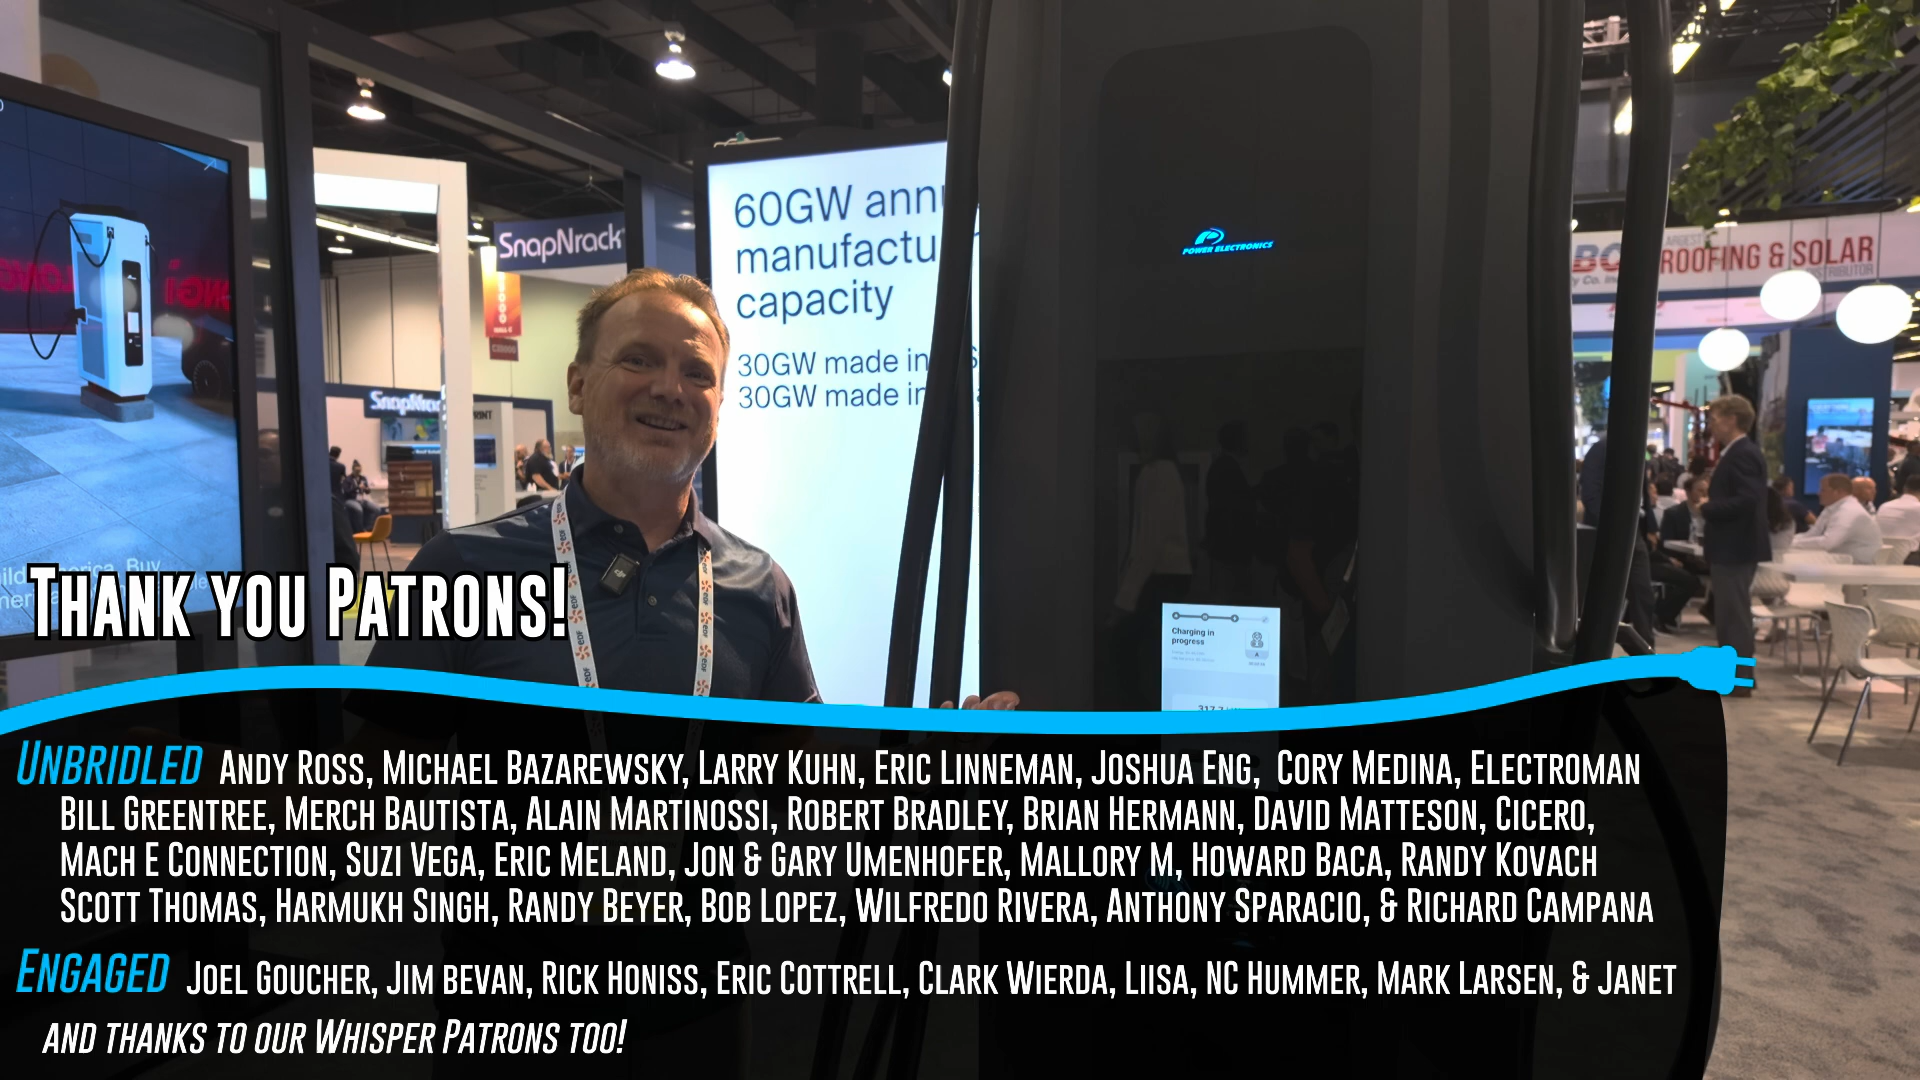 60GW
manufactu
capacity
30GW made in
30GW made in
SnapNrack
SnapNrack
POWER ELECTRONICS
ROOFING & SOLAR
Charging in
progress
A
EDF
EDF
EDF
EDF
THANK YOU PATRONS!
UNBRIDLED ANDY ROSS, MICHAEL BAZAREWSKY, LARRY KUHN, ERIC LINNEMAN, JOSHUA ENG, CORY MEDINA, ELECTROMAN
BILL GREENTREE, MERCH BAUTISTA, ALAIN MARTINOSSI, ROBERT BRADLEY, BRIAN HERMANN, DAVID MATTESON, CICERO,
MACH E CONNECTION, SUZI VEGA, ERIC MELAND, JON & GARY UMENHOFER, MALLORY M, HOWARD BACA, RANDY KOVACH
SCOTT THOMAS, HARMUKH SINGH, RANDY BEYER, BOB LOPEZ, WILFREDO RIVERA, ANTHONY SPARACIO, & RICHARD CAMPANA
ENGAGED JOEL GOUCHER, JIM BEVAN, RICK HONISS, ERIC COTTRELL, CLARK WIERDA, LIISA, NC HUMMER, MARK LARSEN, & JANET
AND THANKS TO OUR WHISPER PATRONS TOO!